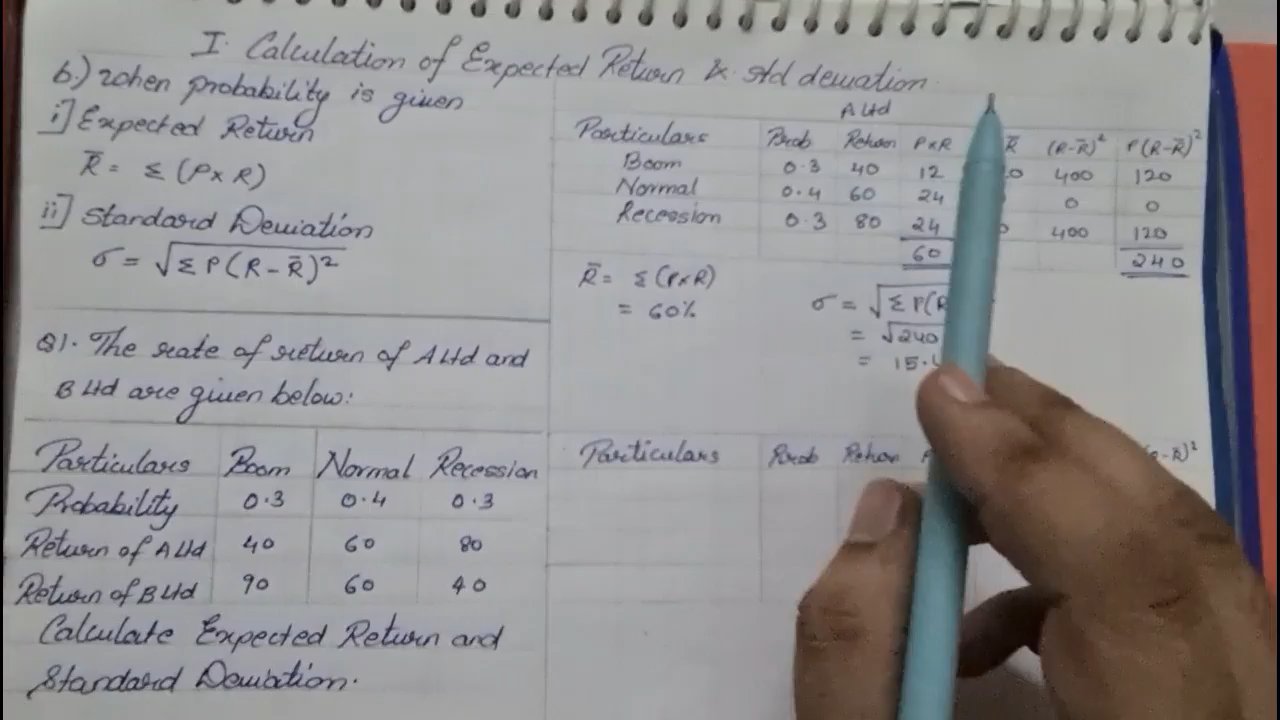 I. Calculation of Expected Return & std deviation
b.) when probability is given
i] Expected Return
R̄ = Σ (P×R)
ii] Standard Deviation
σ = √Σ P(R-R̄)²
Q1. The rate of return of A Ltd and
B Ltd are given below:
Particulars Boom Normal Recession
Probability 0.3 0.4 0.3
Return of A Ltd 40 60 80
Return of B Ltd 90 60 40
Calculate Expected Return and
Standard Deviation.
A Ltd
Particulars Prob Return P×R R̄ (R-R̄)² P(R-R̄)²
Boom 0.3 40 12 400 120
Normal 0.4 60 24 0 0
Recession 0.3 80 24 400 120
60 240
R̄ = Σ (P×R)
= 60%
σ = √Σ P(R
= √240
= 15.4
Particulars Prob Return